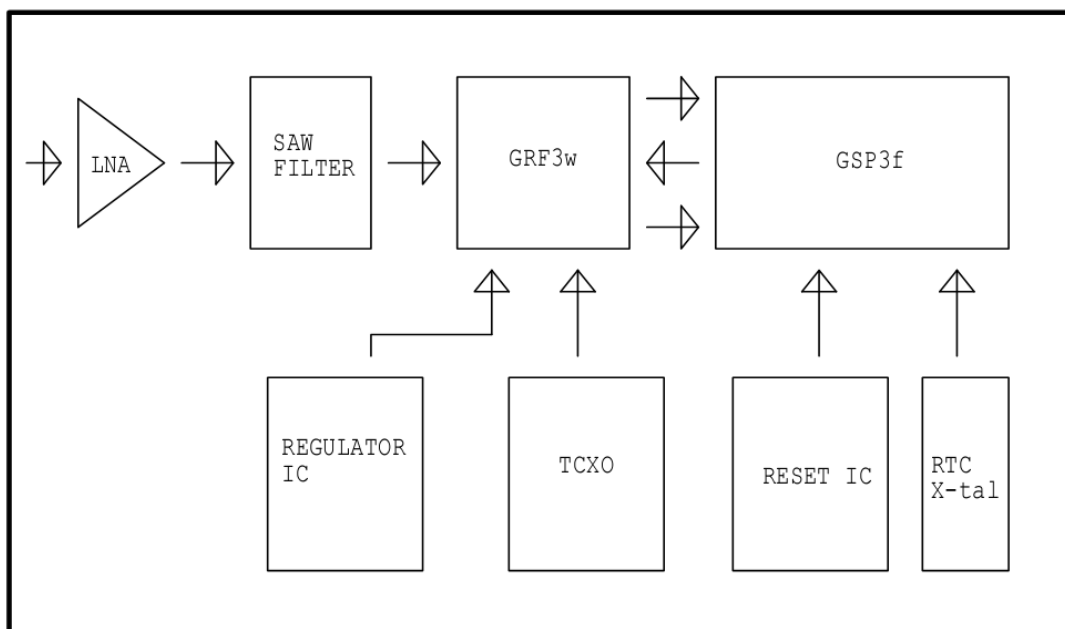 LNA
SAW
FILTER
GRF3w
GSP3f
REGULATOR
IC
TCXO
RESET IC
RTC
X-tal